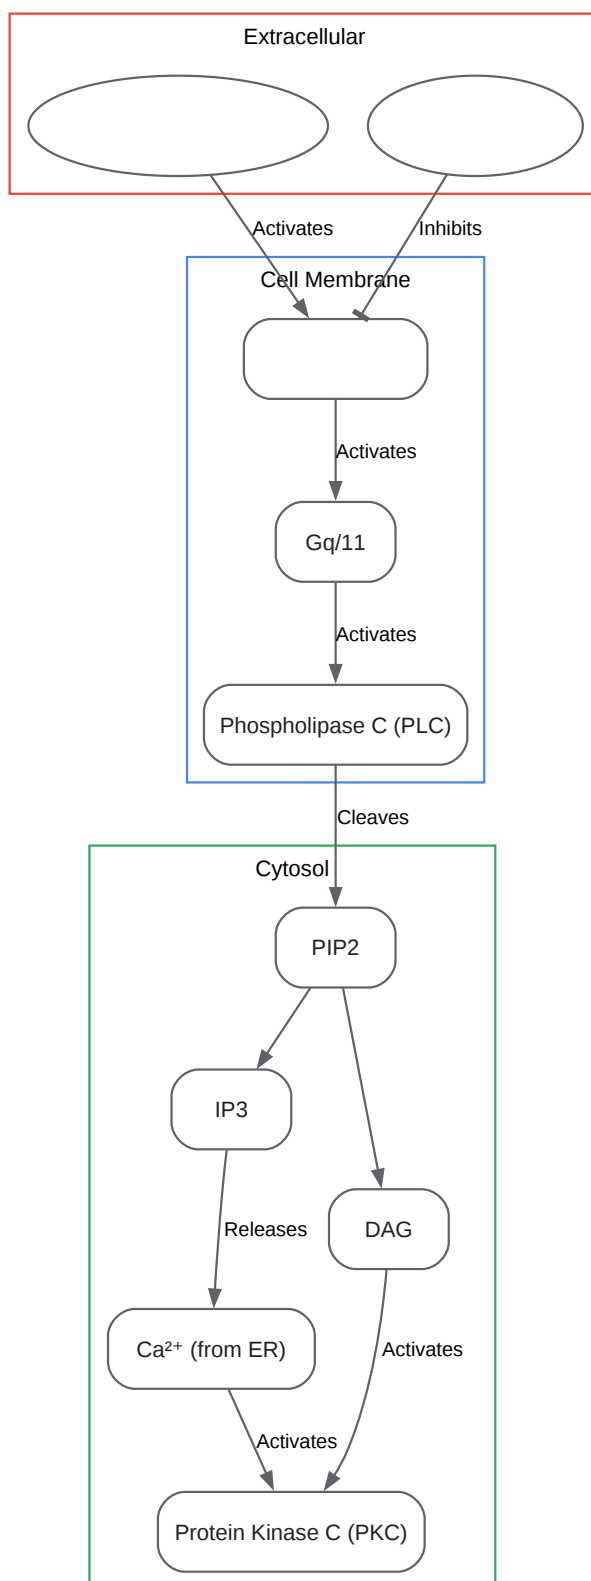 Extracellular
Activates
Inhibits
Cell Membrane
Activates
Gq/11
Activates
Phospholipase C (PLC)
Cleaves
Cytosol
PIP2
IP3
Releases
DAG
Ca²⁺ (from ER)
Activates
Activates
Protein Kinase C (PKC)